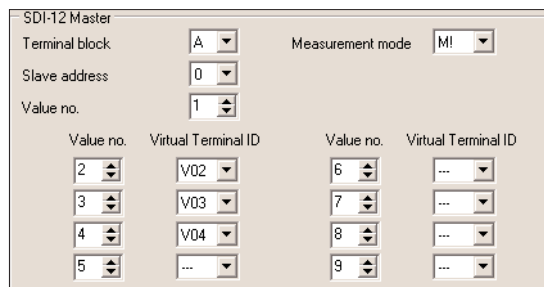 SDI-12 Master
Terminal block A Measurement mode M!
Slave address 0
Value no. 1
Value no. Virtual Terminal ID Value no. Virtual Terminal ID
2 V02 6 ---
3 V03 7 ---
4 V04 8 ---
5 --- 9 ---